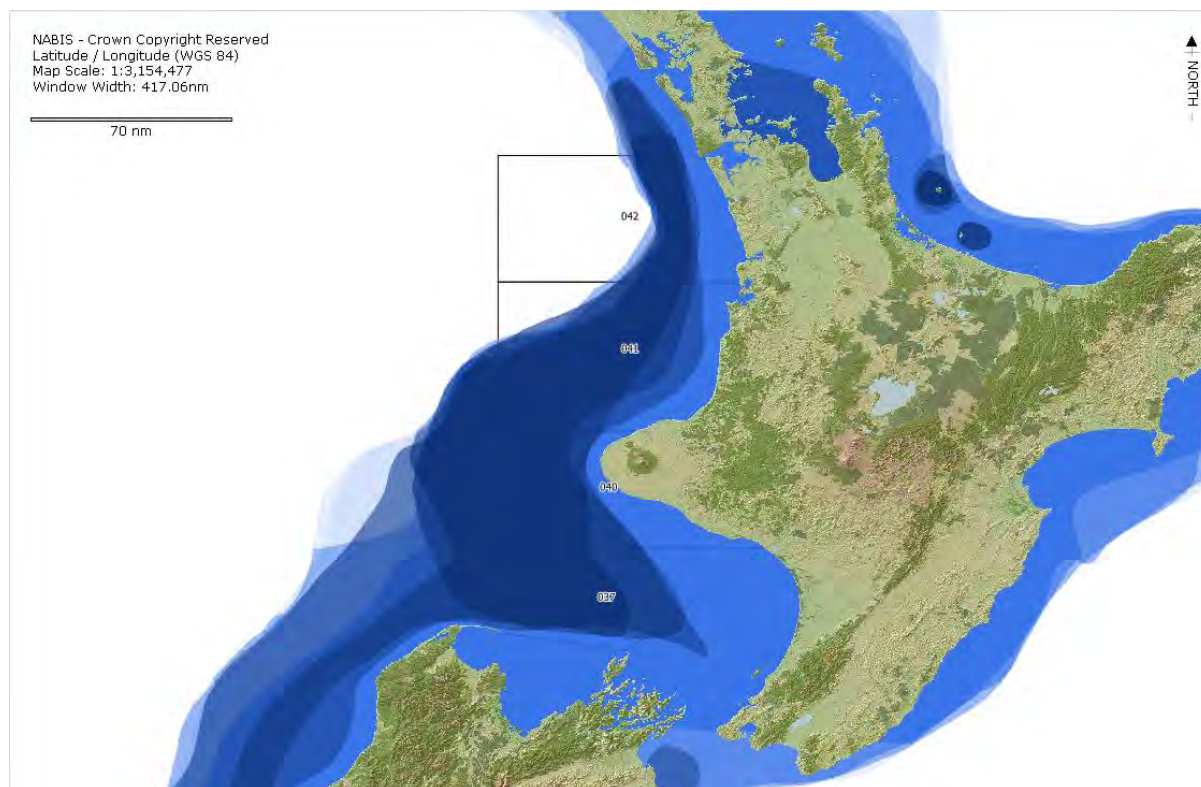 NABIS - Crown Copyright Reserved
Latitude / Longitude (WGS 84)
Map Scale: 1:3,154,477
Window Width: 417.06nm
70 nm
NORTH
042
041
040
037